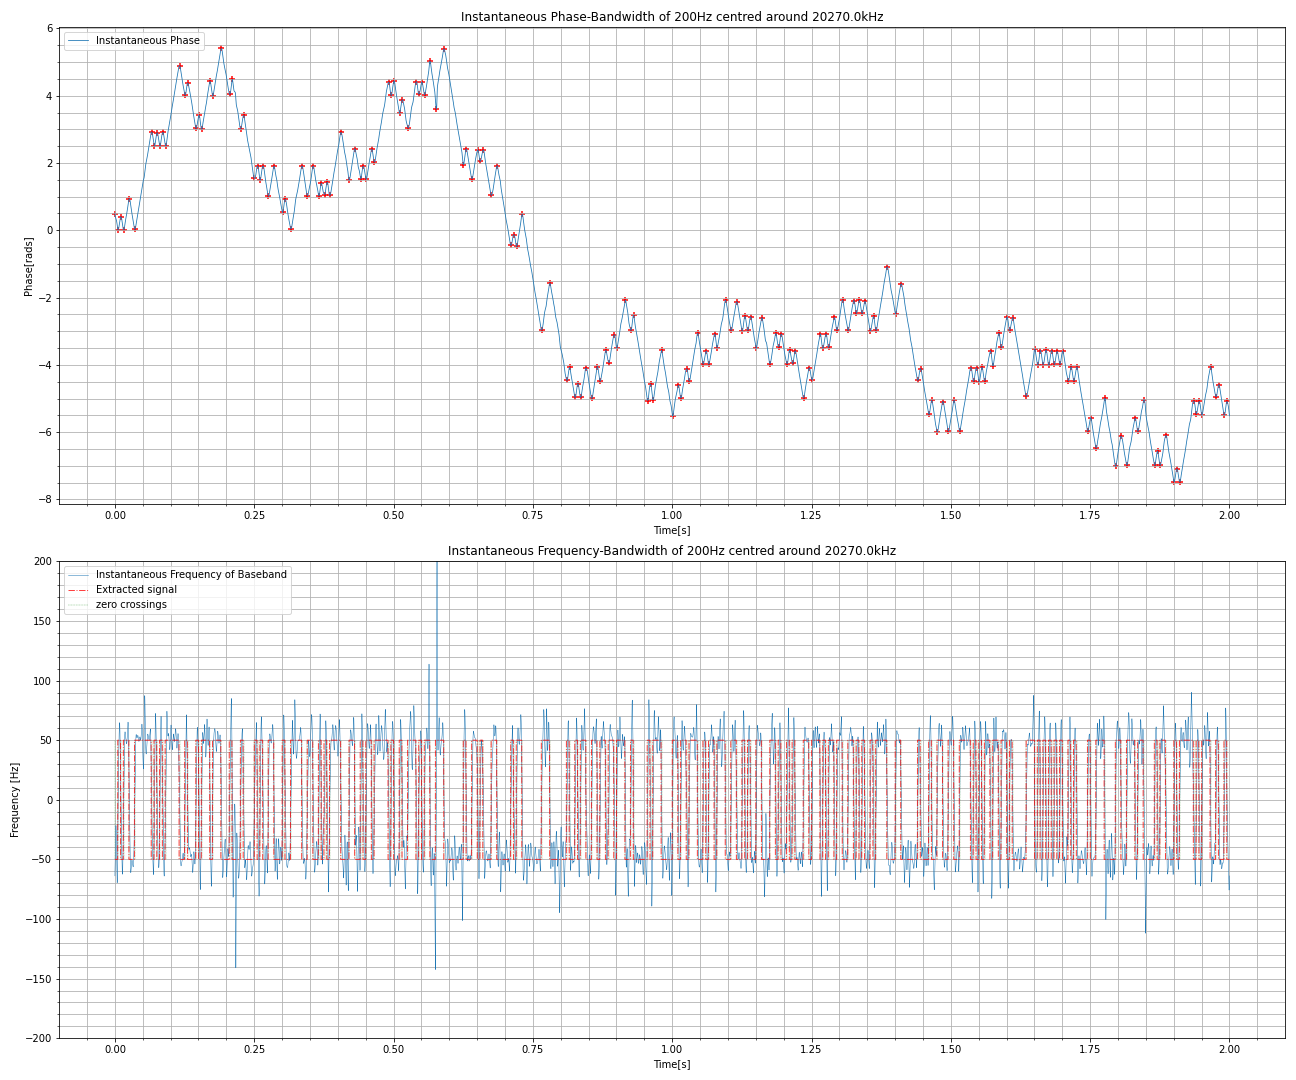 Instantaneous Phase-Bandwidth of 200Hz centred around 20270.0kHz
6
Instantaneous Phase
4
2
0
−2
−4
−6
−8
Phase[rads]
0.00 0.25 0.50 0.75 1.00 1.25 1.50 1.75 2.00
Time[s]
Instantaneous Frequency-Bandwidth of 200Hz centred around 20270.0kHz
200
Instantaneous Frequency of Baseband
Extracted signal
zero crossings
150
100
50
0
−50
−100
−150
−200
Frequency [Hz]
0.00 0.25 0.50 0.75 1.00 1.25 1.50 1.75 2.00
Time[s]